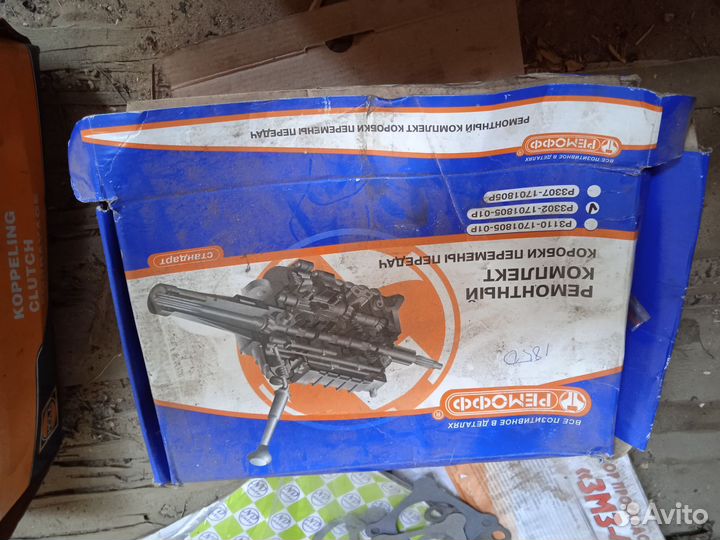 РЕМОНТНЫЙ КОМПЛЕКТ КОРОБКИ ПЕРЕМЕНЫ ПЕРЕДАЧ
РЕМОФФ®
ВСЕ ПОЗИТИВНОЕ В ДЕТАЛЯХ
ВСЕ ПОЗИТИВНОЕ В ДЕТАЛЯХ
РЕМОФФ®
РЕМОНТНЫЙ
КОМПЛЕКТ
КОРОБКИ ПЕРЕМЕНЫ ПЕРЕДАЧ
Стандарт
Р3110-1701805-01Р
Р3302-1701805-01Р
Р3307-1701805Р
KOPPELING
CLUTCH
«ЗМЗ-
Avito